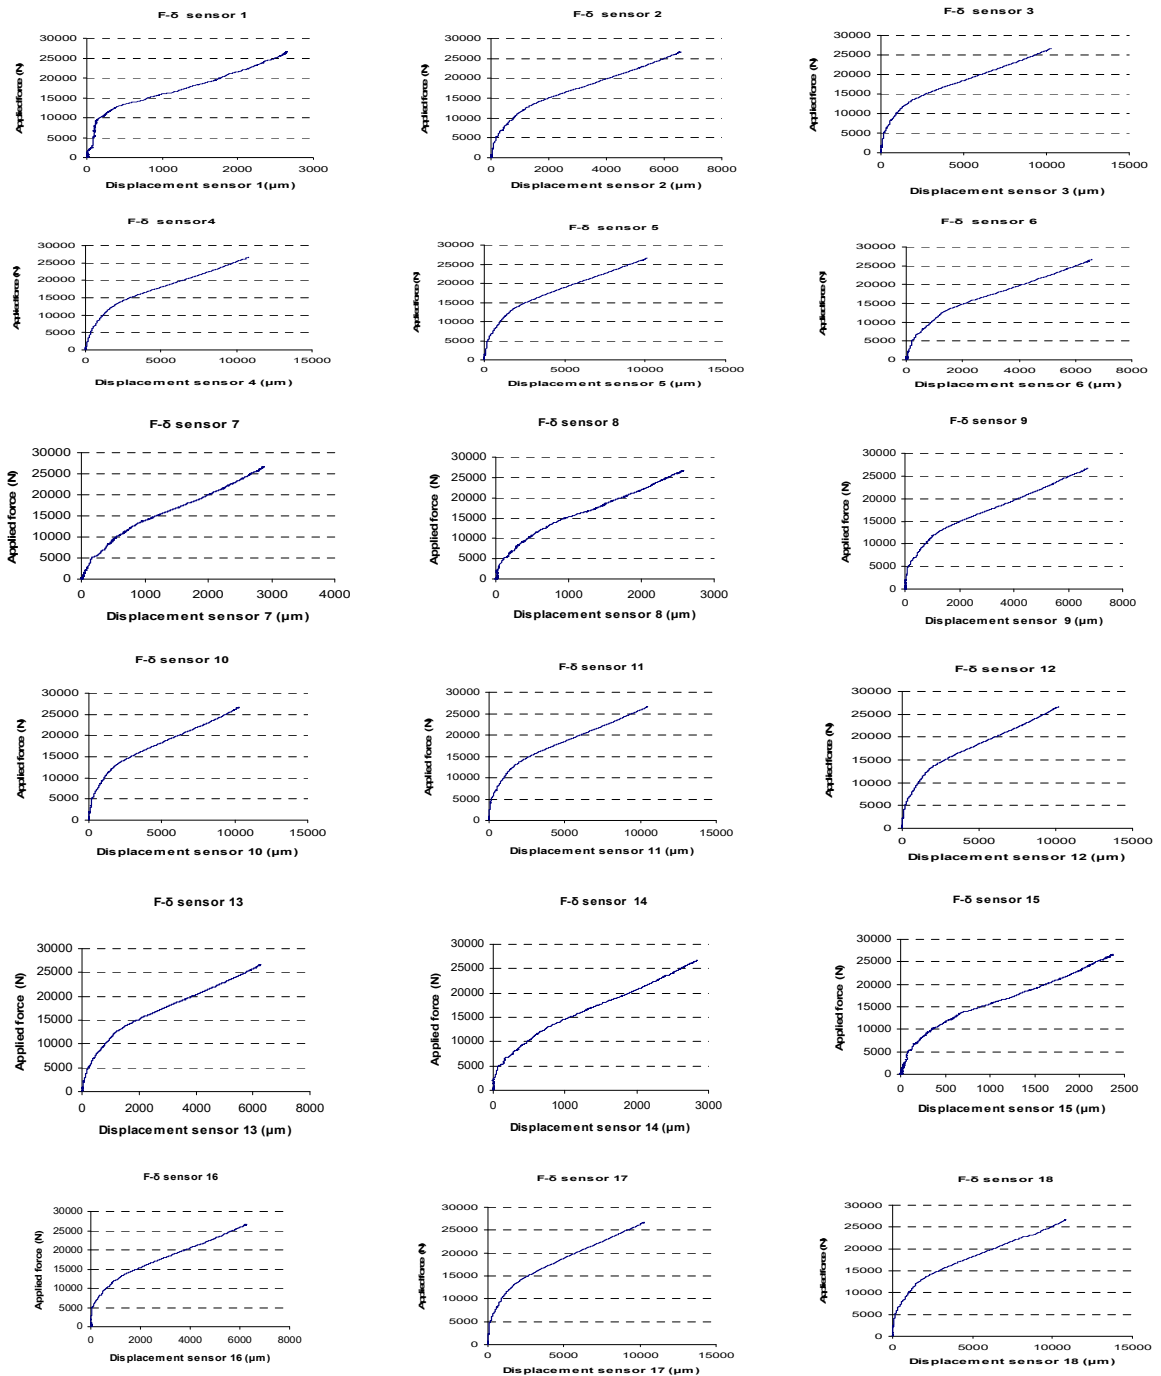 F-δ sensor 1
F-δ sensor 2
F-δ sensor 3
Applied force (N)
30000
25000
20000
15000
10000
5000
0
0 1000 2000 3000
Displacement sensor 1(µm)
Applied force (N)
30000
25000
20000
15000
10000
5000
0
0 2000 4000 6000 8000
Displacement sensor 2 (µm)
Applied force (N)
30000
25000
20000
15000
10000
5000
0
0 5000 10000 15000
Displacement sensor 3 (µm)
F-δ sensor4
F-δ sensor 5
F-δ sensor 6
Applied force (N)
30000
25000
20000
15000
10000
5000
0
0 5000 10000 15000
Displacement sensor 4 (µm)
Applied force (N)
30000
25000
20000
15000
10000
5000
0
0 5000 10000 15000
Displacement sensor 5 (µm)
Applied force (N)
30000
25000
20000
15000
10000
5000
0
0 2000 4000 6000 8000
Displacement sensor 6 (µm)
F-δ sensor 7
F-δ sensor 8
F-δ sensor 9
Applied force (N)
30000
25000
20000
15000
10000
5000
0
0 1000 2000 3000 4000
Displacement sensor 7 (µm)
Applied force (N)
30000
25000
20000
15000
10000
5000
0
0 1000 2000 3000
Displacement sensor 8 (µm)
Applied force (N)
30000
25000
20000
15000
10000
5000
0
0 2000 4000 6000 8000
Displacement sensor 9 (µm)
F-δ sensor 10
F-δ sensor 11
F-δ sensor 12
Applied force (N)
30000
25000
20000
15000
10000
5000
0
0 5000 10000 15000
Displacement sensor 10 (µm)
Applied force (N)
30000
25000
20000
15000
10000
5000
0
0 5000 10000 15000
Displacement sensor 11 (µm)
Applied force (N)
30000
25000
20000
15000
10000
5000
0
0 5000 10000 15000
Displacement sensor 12 (µm)
F-δ sensor 13
F-δ sensor 14
F-δ sensor 15
Applied force (N)
30000
25000
20000
15000
10000
5000
0
0 2000 4000 6000 8000
Displacement sensor 13 (µm)
Applied force (N)
30000
25000
20000
15000
10000
5000
0
0 1000 2000 3000
Displacement sensor 14 (µm)
Applied force (N)
30000
25000
20000
15000
10000
5000
0
0 500 1000 1500 2000 2500
Displacement sensor 15 (µm)
F-δ sensor 16
F-δ sensor 17
F-δ sensor 18
Applied force (N)
30000
25000
20000
15000
10000
5000
0
0 2000 4000 6000 8000
Displacement sensor 16 (µm)
Applied force (N)
30000
25000
20000
15000
10000
5000
0
0 5000 10000 15000
Displacement sensor 17 (µm)
Applied force (N)
30000
25000
20000
15000
10000
5000
0
0 5000 10000 15000
Displacement sensor 18 (µm)